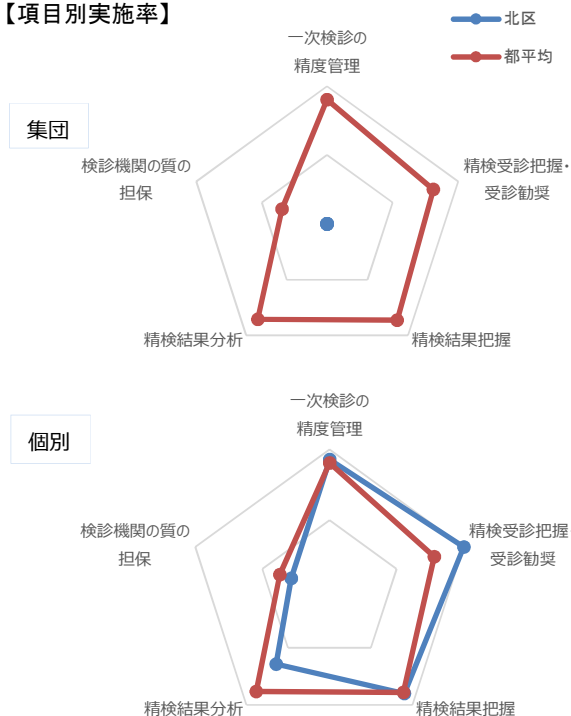 【項目別実施率】
北区
都平均
集団
一次検診の
精度管理
精検受診把握・
受診勧奨
精検結果把握
精検結果分析
検診機関の質の
担保
個別
一次検診の
精度管理
精検受診把握
受診勧奨
精検結果把握
精検結果分析
検診機関の質の
担保